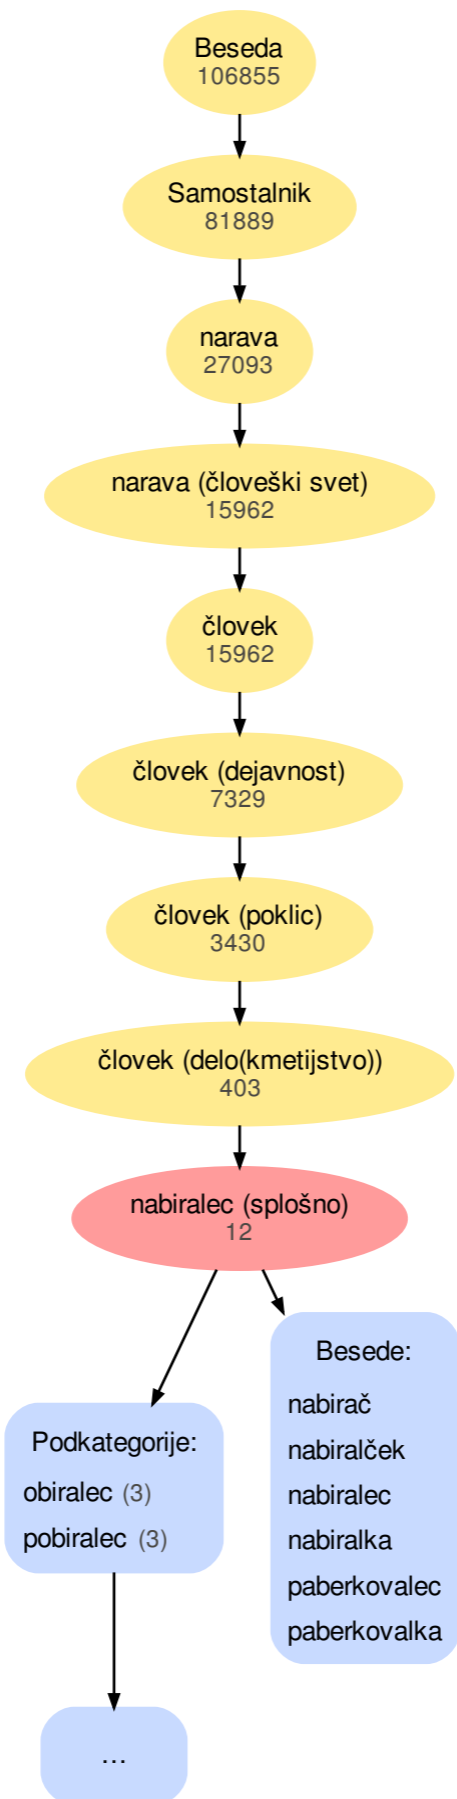 Beseda
106855
Samostalnik
81889
narava
27093
narava (človeški svet)
15962
človek
15962
človek (dejavnost)
7329
človek (poklic)
3430
človek (delo(kmetijstvo))
403
nabiralec (splošno)
12
Podkategorije:
obiralec (3)
pobiralec (3)
...
Besede:
nabirač
nabiralček
nabiralec
nabiralka
paberkovalec
paberkovalka